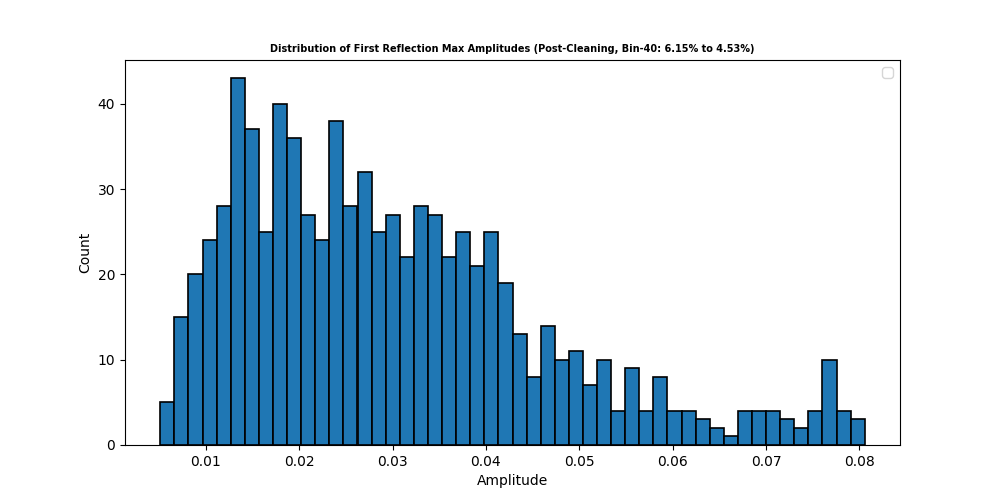 Distribution of First Reflection Max Amplitudes (Post-Cleaning, Bin-40: 6.15% to 4.53%)
40
30
20
10
0
Count
0.01 0.02 0.03 0.04 0.05 0.06 0.07 0.08
Amplitude